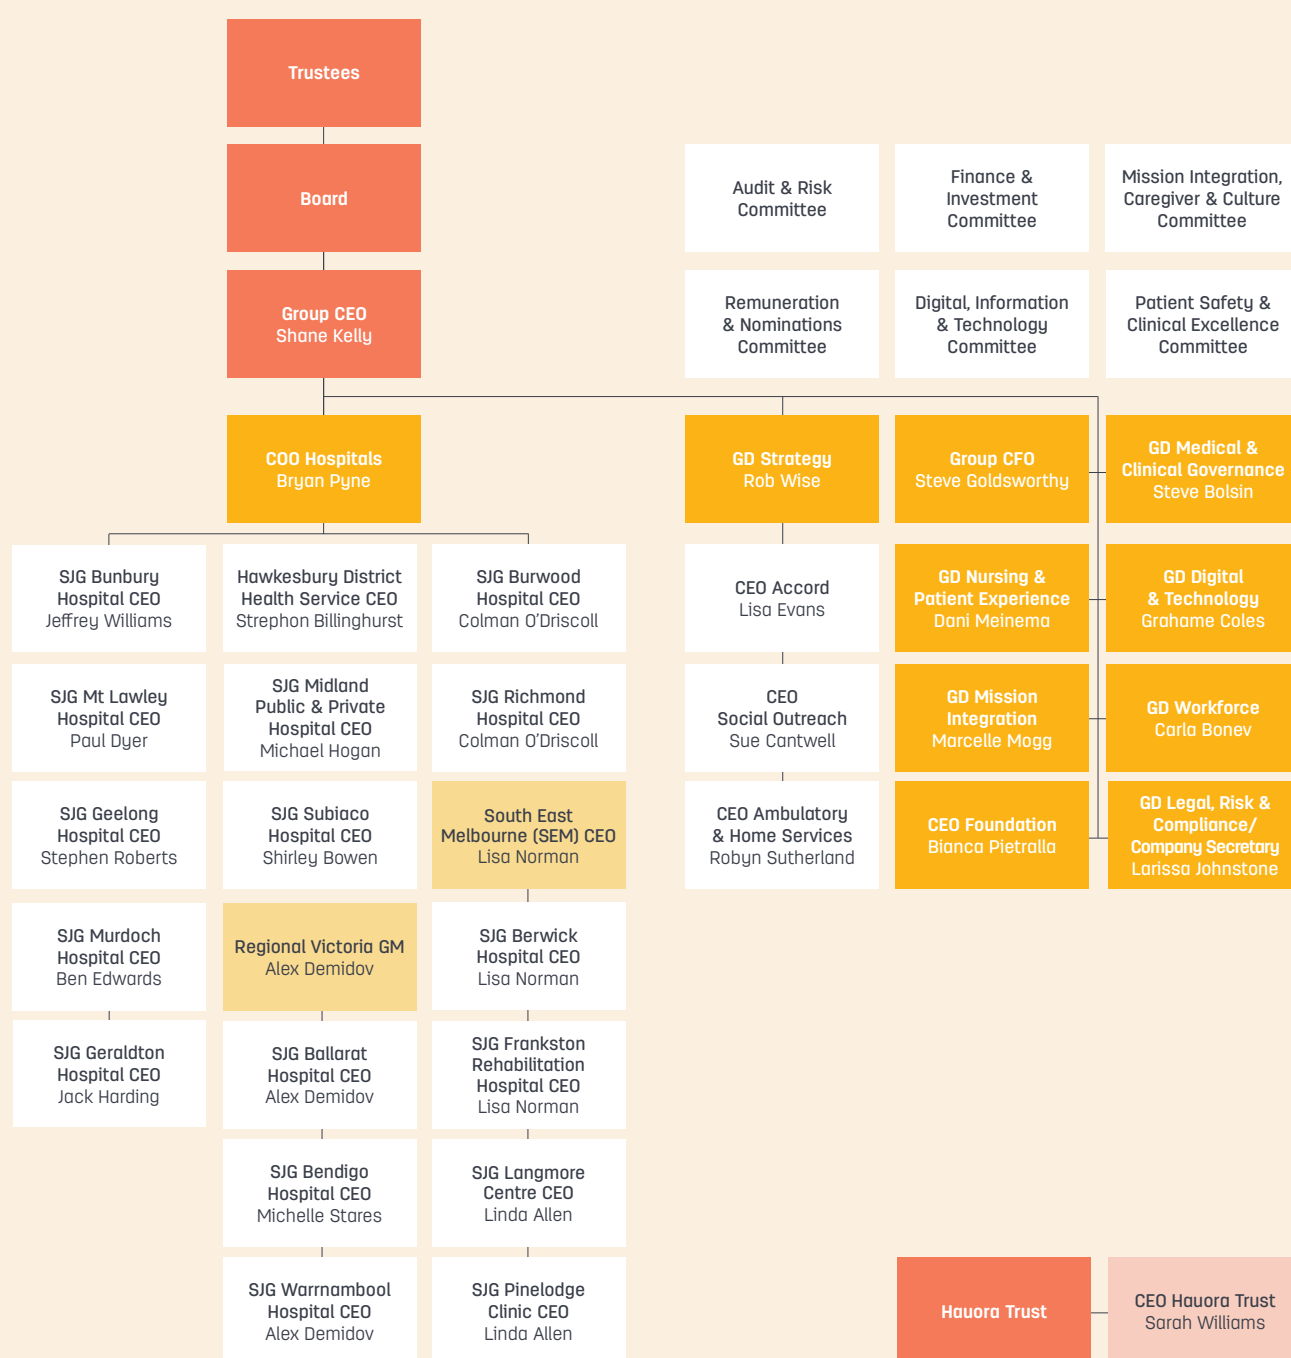 Trustees
Board
Group CEO
Shane Kelly
Audit & Risk
Committee
Finance &
Investment
Committee
Mission Integration,
Caregiver & Culture
Committee
Remuneration
& Nominations
Committee
Digital, Information
& Technology
Committee
Patient Safety &
Clinical Excellence
Committee
COO Hospitals
Bryan Pyne
GD Strategy
Rob Wise
Group CFO
Steve Goldsworthy
GD Medical &
Clinical Governance
Steve Bolsin
SJG Bunbury
Hospital CEO
Jeffrey Williams
Hawkesbury District
Health Service CEO
Strephon Billinghurst
SJG Burwood
Hospital CEO
Colman O'Driscoll
CEO Accord
Lisa Evans
GD Nursing &
Patient Experience
Dani Meinema
GD Digital
& Technology
Grahame Coles
SJG Mt Lawley
Hospital CEO
Paul Dyer
SJG Midland
Public & Private
Hospital CEO
Michael Hogan
SJG Richmond
Hospital CEO
Colman O'Driscoll
CEO
Social Outreach
Sue Cantwell
GD Mission
Integration
Marcelle Mogg
GD Workforce
Carla Bonev
SJG Geelong
Hospital CEO
Stephen Roberts
SJG Subiaco
Hospital CEO
Shirley Bowen
South East
Melbourne (SEM) CEO
Lisa Norman
CEO Ambulatory
& Home Services
Robyn Sutherland
CEO Foundation
Bianca Pietralla
GD Legal, Risk &
Compliance/
Company Secretary
Larissa Johnstone
SJG Murdoch
Hospital CEO
Ben Edwards
Regional Victoria GM
Alex Demidov
SJG Berwick
Hospital CEO
Lisa Norman
SJG Geraldton
Hospital CEO
Jack Harding
SJG Ballarat
Hospital CEO
Alex Demidov
SJG Frankston
Rehabilitation
Hospital CEO
Lisa Norman
SJG Bendigo
Hospital CEO
Michelle Stares
SJG Langmore
Centre CEO
Linda Allen
SJG Warrnambool
Hospital CEO
Alex Demidov
SJG Pinelodge
Clinic CEO
Linda Allen
Hauora Trust
CEO Hauora Trust
Sarah Williams